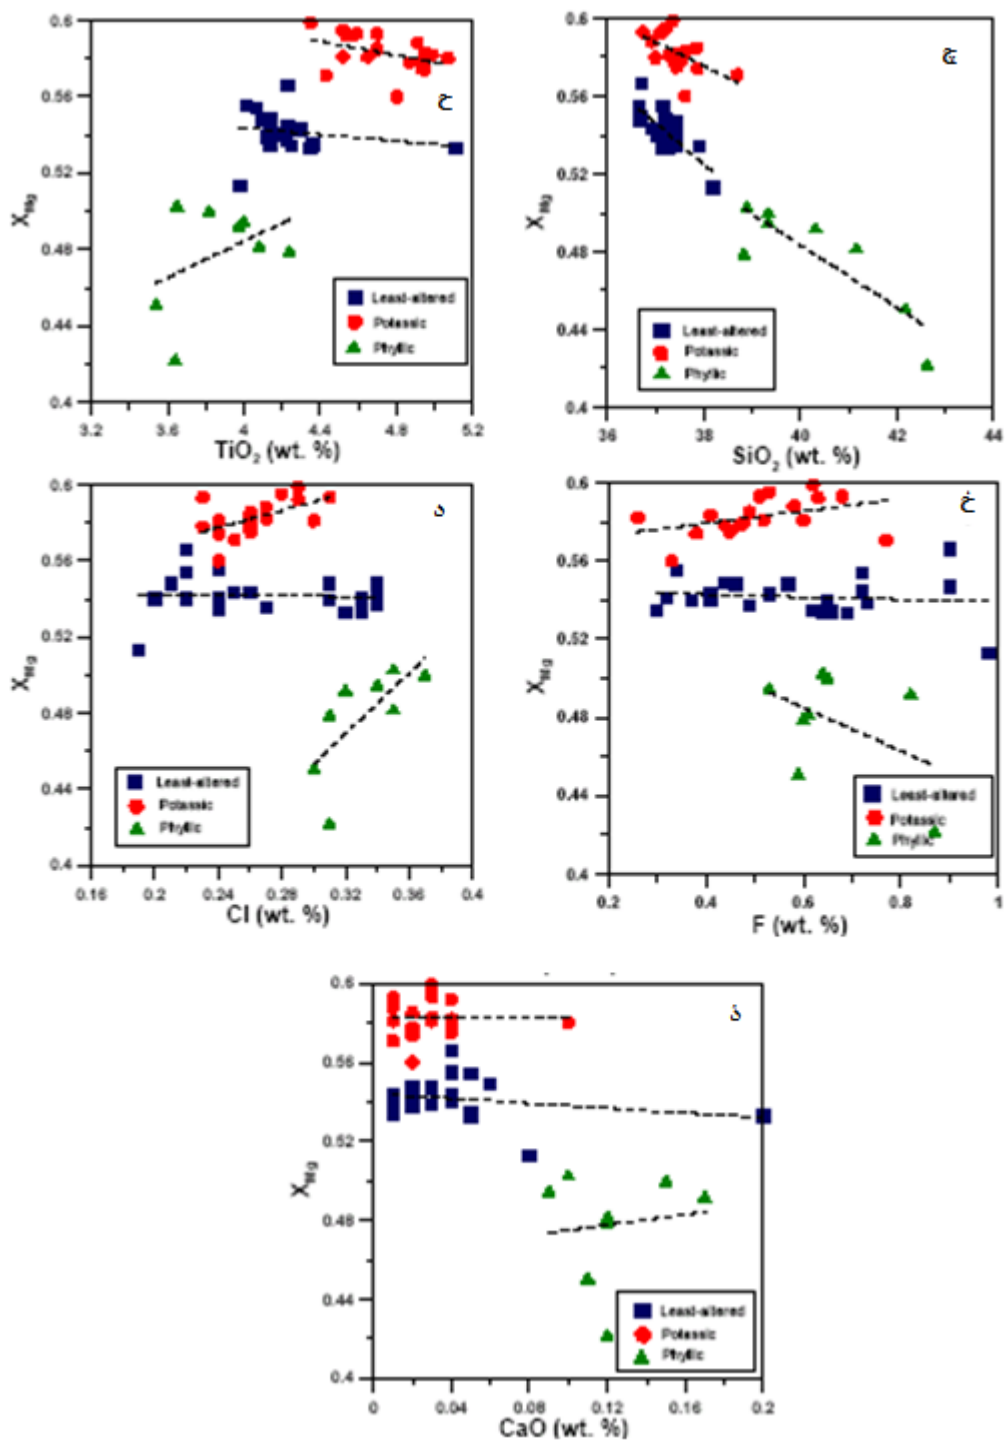 0.6
0.56
0.52
0.48
0.44
0.4
X Mg
ح
Least-altered
Potassic
Phyllic
3.2 3.6 4 4.4 4.8 5.2
TiO2 (wt. %)
0.6
0.56
0.52
0.48
0.44
0.4
X Mg
چ
Least-altered
Potassic
Phyllic
36 38 40 42 44
SiO2 (wt. %)
0.6
0.56
0.52
0.48
0.44
0.4
X Mg
د
Least-altered
Potassic
Phyllic
0.16 0.2 0.24 0.28 0.32 0.36 0.4
Cl (wt. %)
0.6
0.56
0.52
0.48
0.44
0.4
X Mg
خ
Least-altered
Potassic
Phyllic
0.2 0.4 0.6 0.8 1
F (wt. %)
0.6
0.56
0.52
0.48
0.44
0.4
X Mg
ذ
Least-altered
Potassic
Phyllic
0 0.04 0.08 0.12 0.16 0.2
CaO (wt. %)